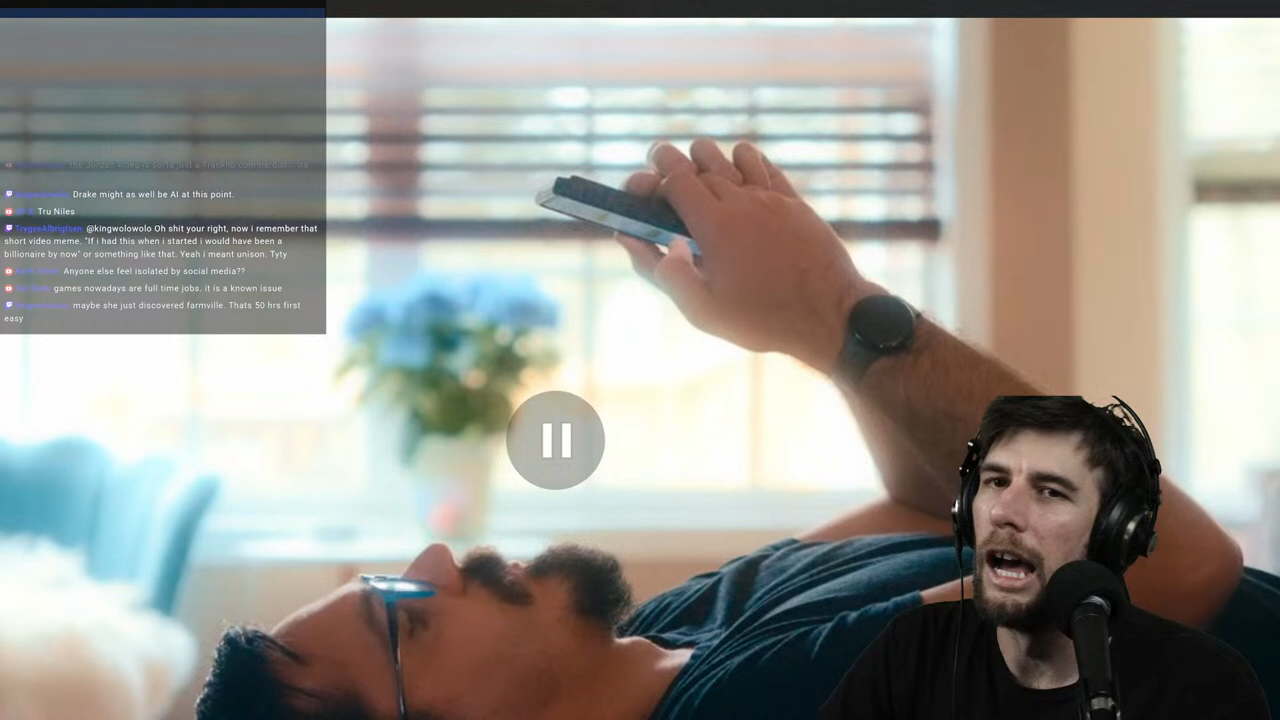 Drake might as well be AI at this point.
Tru Niles
TrygveAlbrigtsen @kingwolowolo Oh shit your right, now i remember that
short video meme. "If i had this when i started i would have been a
billionaire by now" or something like that. Yeah i meant unison. Tyty
Anyone else feel isolated by social media??
games nowadays are full time jobs. it is a known issue
maybe she just discovered farmville. Thats 50 hrs first
easy